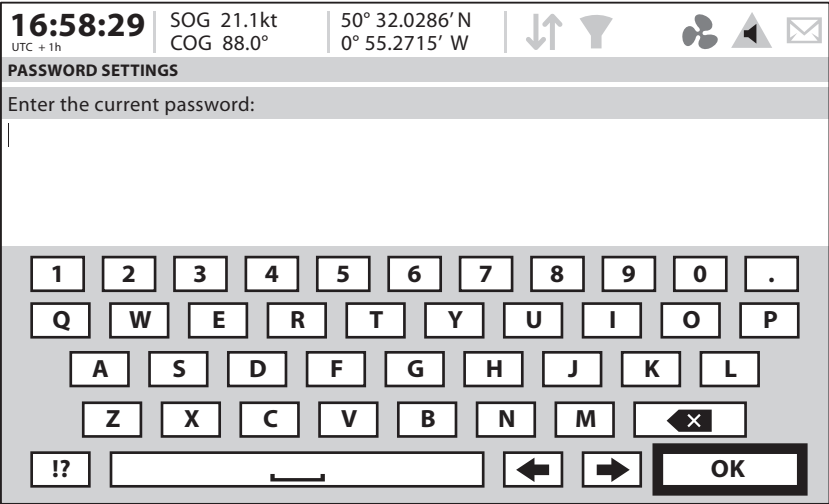 16:58:29 SOG 21.1kt 50° 32.0286′ N
UTC + 1h COG 88.0° 0° 55.2715′ W
PASSWORD SETTINGS
Enter the current password:
1 2 3 4 5 6 7 8 9 0 .
Q W E R T Y U I O P
A S D F G H J K L
Z X C V B N M
!? OK